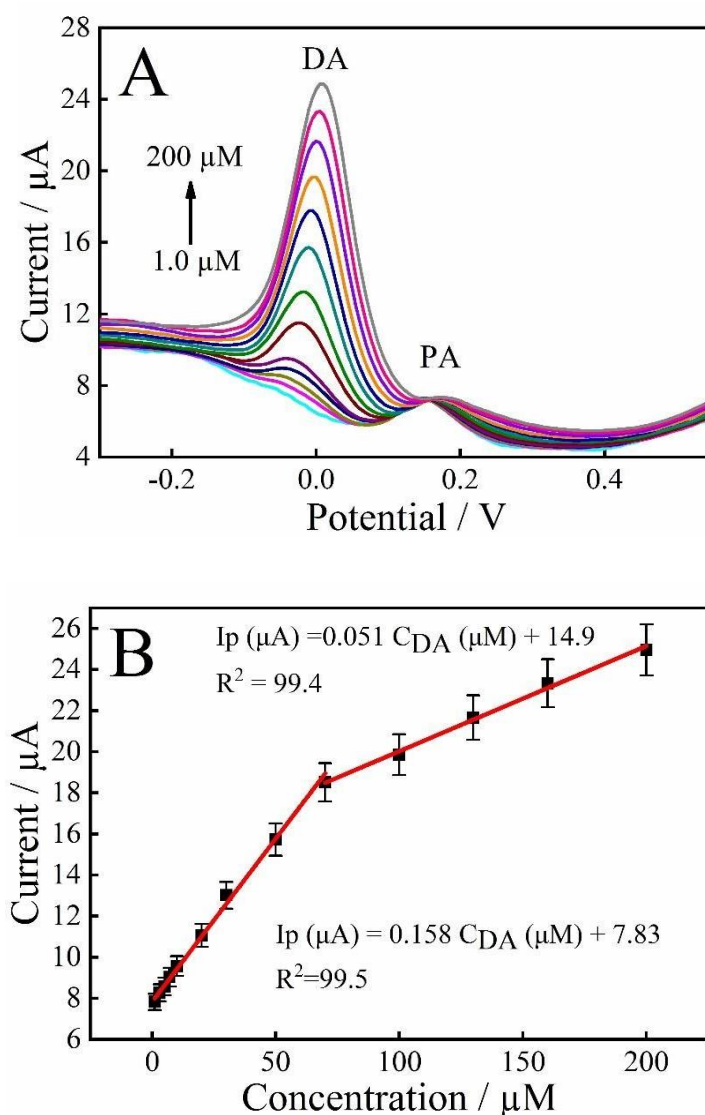 A
DA
200 µM
1.0 µM
PA
28
24
20
16
12
8
4
Current / µA
-0.2
0.0
0.2
0.4
Potential / V
B
Ip (µA) =0.051 CDA (µM) + 14.9
R² = 99.4
Ip (µA) = 0.158 CDA (µM) + 7.83
R²=99.5
26
24
22
20
18
16
14
12
10
8
6
Current / µA
0
50
100
150
200
Concentration / µM